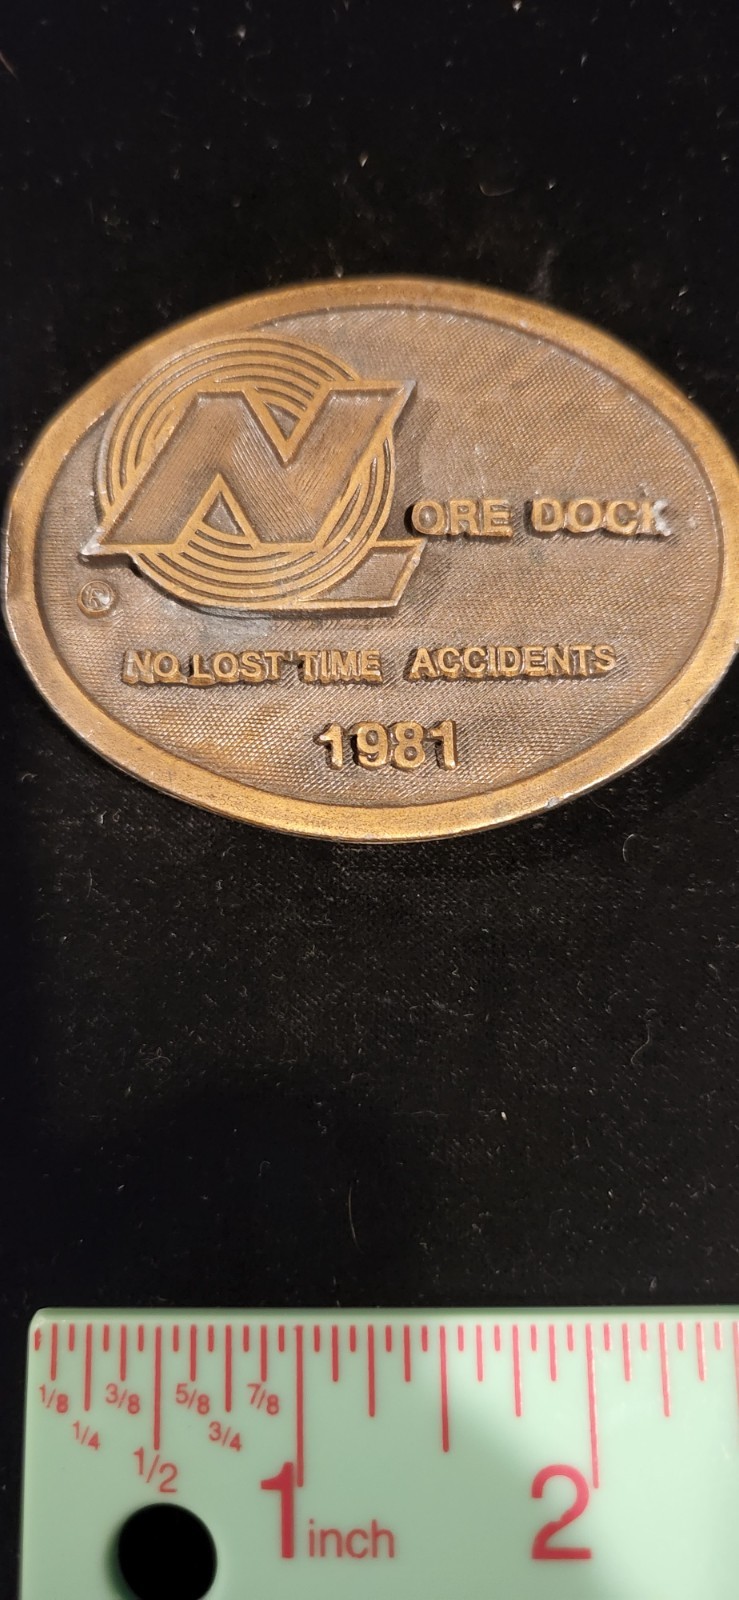 N
ORE DOCK
®
NO LOST TIME ACCIDENTS
1981
1/8 1/4 3/8 1/2 5/8 3/4 7/8
1 inch 2